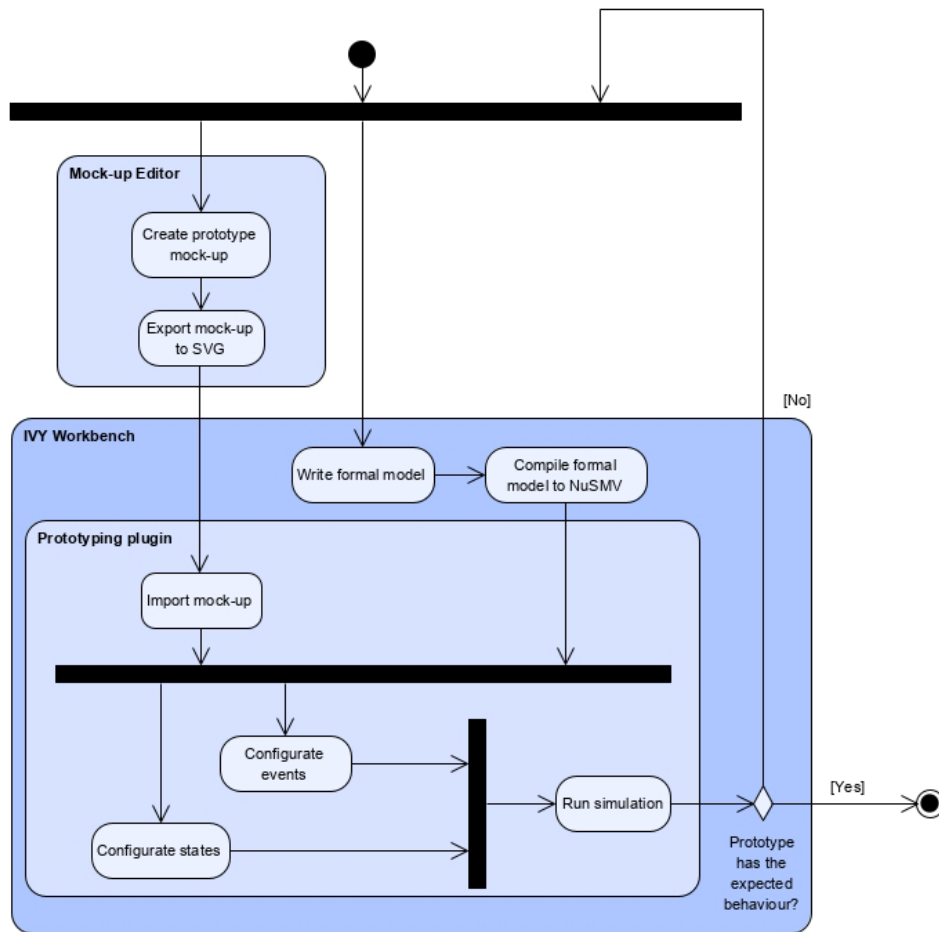 Mock-up Editor
Create prototype
mock-up
Export mock-up
to SVG
[No]
IVY Workbench
Write formal model
Compile formal
model to NuSMV
Prototyping plugin
Import mock-up
Configurate
events
[Yes]
Run simulation
Configurate states
Prototype
has the
expected
behaviour?